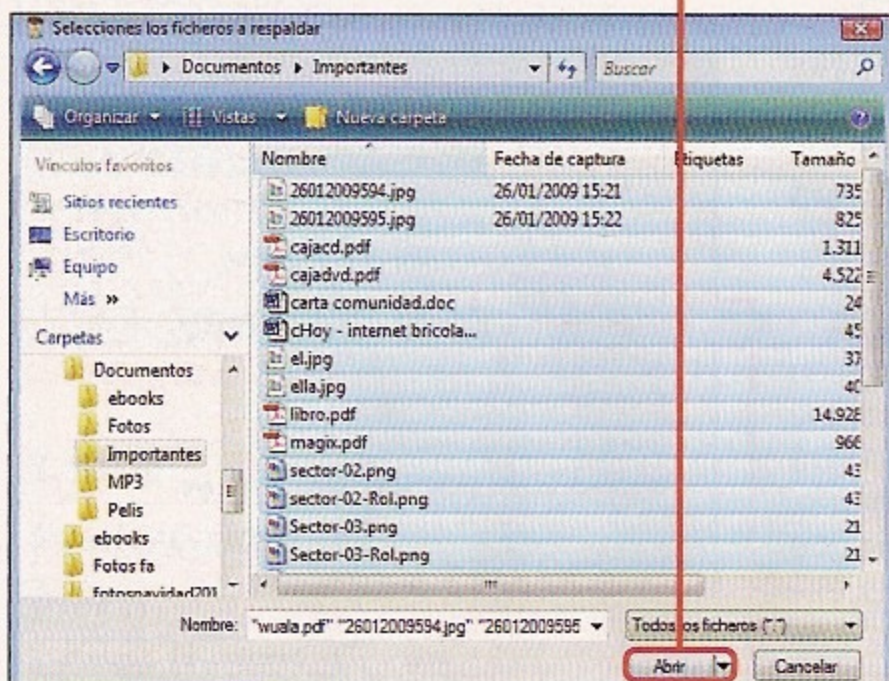 Selecciones los ficheros a respaldar
Documentos Importantes Buscar
Organizar Vistas Nueva carpeta
Vínculos favoritos
Sitios recientes
Escritorio
Equipo
Más »
Carpetas
Documentos
ebooks
Fotos
Importantes
MP3
Pelis
ebooks
Fotos fa
fotosnavidad201
Nombre Fecha de captura Etiquetas Tamaño
26012009594.jpg 26/01/2009 15:21 735
26012009595.jpg 26/01/2009 15:22 825
cajacd.pdf 1.311
cajadvd.pdf 4.522
carta comunidad.doc 24
cHoy - internet bricola... 45
el.jpg 37
ella.jpg 40
libro.pdf 14.928
magix.pdf 966
sector-02.png 43
sector-02-Rol.png 43
Sector-03.png 21
Sector-03-Rol.png 21
Nombre: "wuala.pdf" "26012009594.jpg" "26012009595 Todos los ficheros (*.*)
Abrir Cancelar